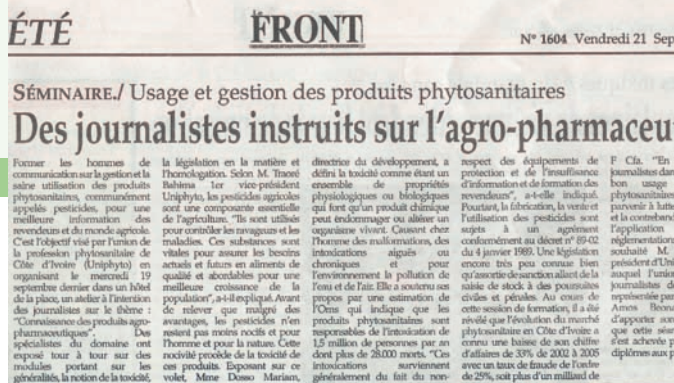 ÉTÉ
Le FRONT
N° 1604 Vendredi 21 Sep
SÉMINAIRE./ Usage et gestion des produits phytosanitaires
Des journalistes instruits sur l'agro-pharmaceu
Former les hommes de
communication sur la gestion et la
saine utilisation des produits
phytosanitaires, communément
appelés pesticides, pour une
meilleure information des
revendeurs et du monde agricole.
C'est l'objectif visé par l'union de
la profession phytosanitaire de
Côte d'Ivoire (Uniphyto) en
organisant le mercredi 19
septembre dernier dans un hôtel
de la place, un atelier à l'intention
des journalistes sur le thème :
"Connaissance des produits agro-
pharmaceutiques". Des
spécialistes du domaine ont
exposé tour à tour sur des
modules portant sur les
généralités, la notion de la toxicité,
la législation en la matière et
l'homologation. Selon M. Traoré
Bahima 1er vice-président
Uniphyto, les pesticides agricoles
sont une composante essentielle
de l'agriculture. "Ils sont utilisés
pour contrôler les ravageurs et les
maladies. Ces substances sont
vitales pour assurer les besoins
actuels et futurs en aliments de
qualité et abordables pour une
meilleure croissance de la
population", a-t-il expliqué. Avant
de relever que malgré des
avantages, les pesticides n'en
restent pas moins nocifs et pour
l'homme et pour la nature. Cette
nocivité procède de la toxicité de
ces produits. Exposant sur ce
volet, Mme Dosso Mariam,
directrice du développement, a
défini la toxicité comme étant un
ensemble de propriétés
physiologiques ou biologiques
qui font qu'un produit chimique
peut endommager ou altérer un
organisme vivant. Causant chez
l'homme des malformations, des
intoxications aiguës ou
chroniques et pour
l'environnement la pollution de
l'eau et de l'air. Elle a soutenu ses
propos par une estimation de
l'Oms qui indique que les
produits phytosanitaires sont
responsables de l'intoxication de
1,5 million de personnes par an
dont plus de 28.000 morts. "Ces
intoxications surviennent
généralement du fait du non-
respect des équipements de
protection et de l'insuffisance
d'information et de formation des
revendeurs", a-t-elle indiqué.
Pourtant, la fabrication, la vente et
l'utilisation des pesticides sont
sujets à un agrément
conformément au décret n° 89-02
du 4 janvier 1989. Une législation
encore très peu connue bien
qu'assortie de sanction allant de la
saisie de stock à des poursuites
civiles et pénales. Au cours de
cette session de formation, il a été
révélé que l'évolution du marché
phytosanitaire en Côte d'Ivoire a
connu une baisse de son chiffre
d'affaires de 33% de 2002 à 2005
avec un taux de fraude de l'ordre
de 25%, soit plus d'un milliard de
F Cfa. "En
journalistes dan
bon usage
phytosanitaires
parvenir à lutte
et la contreband
l'application
réglementation
souhaité M.
président d'Un
auquel l'union
journalistes d
représentée par
Amos Beona
d'apporter son
que cette séan
s'est achevée p
diplômes aux p